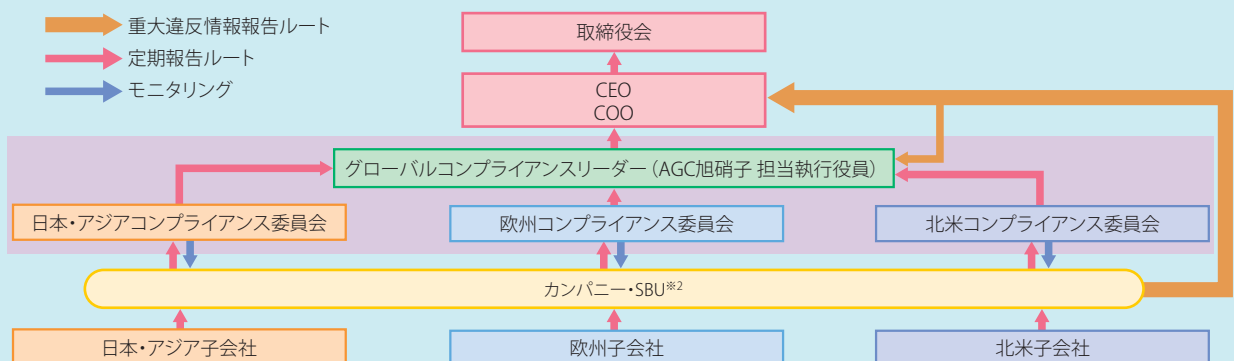 重大違反情報報告ルート
定期報告ルート
モニタリング
取締役会
CEO
COO
グローバルコンプライアンスリーダー（AGC旭硝子 担当執行役員）
日本・アジアコンプライアンス委員会
欧州コンプライアンス委員会
北米コンプライアンス委員会
カンパニー・SBU※2
日本・アジア子会社
欧州子会社
北米子会社